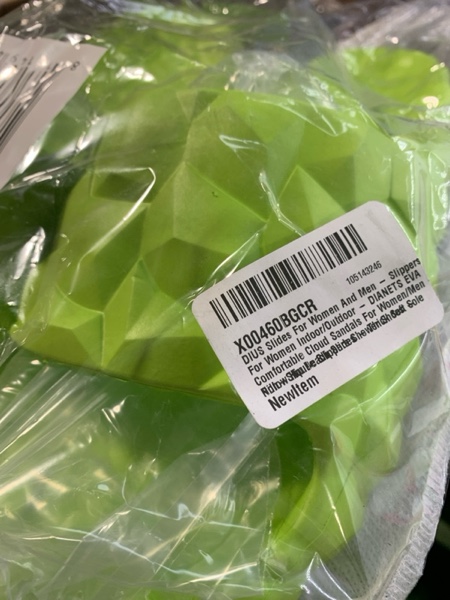 105143246
X00460BGCR
DIUS Slides For Women And Men – Slippers
For Women Indoor/Outdoor – DIANETS EVA
Comfortable Cloud Sandals For Women/Men
Sole
NewItem